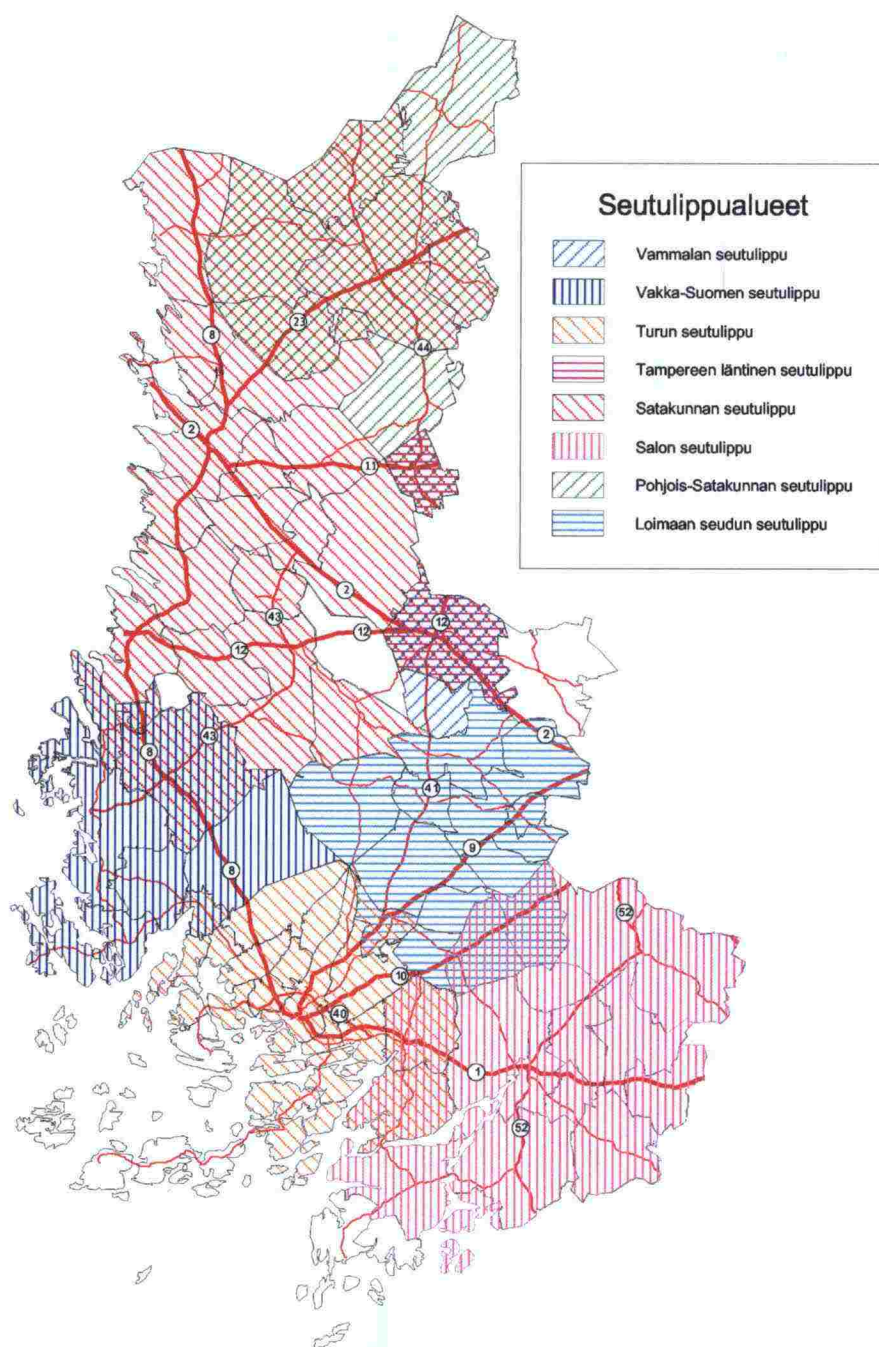 Seutulippualueet
Vammalan seutulippu
Vakka-Suomen seutulippu
Turun seutulippu
Tampereen läntinen seutulippu
Satakunnan seutulippu
Salon seutulippu
Pohjois-Satakunnan seutulippu
Loimaan seudun seutulippu
23
8
44
2
11
2
43
12
12
12
43
2
8
41
9
8
52
10
40
1
52